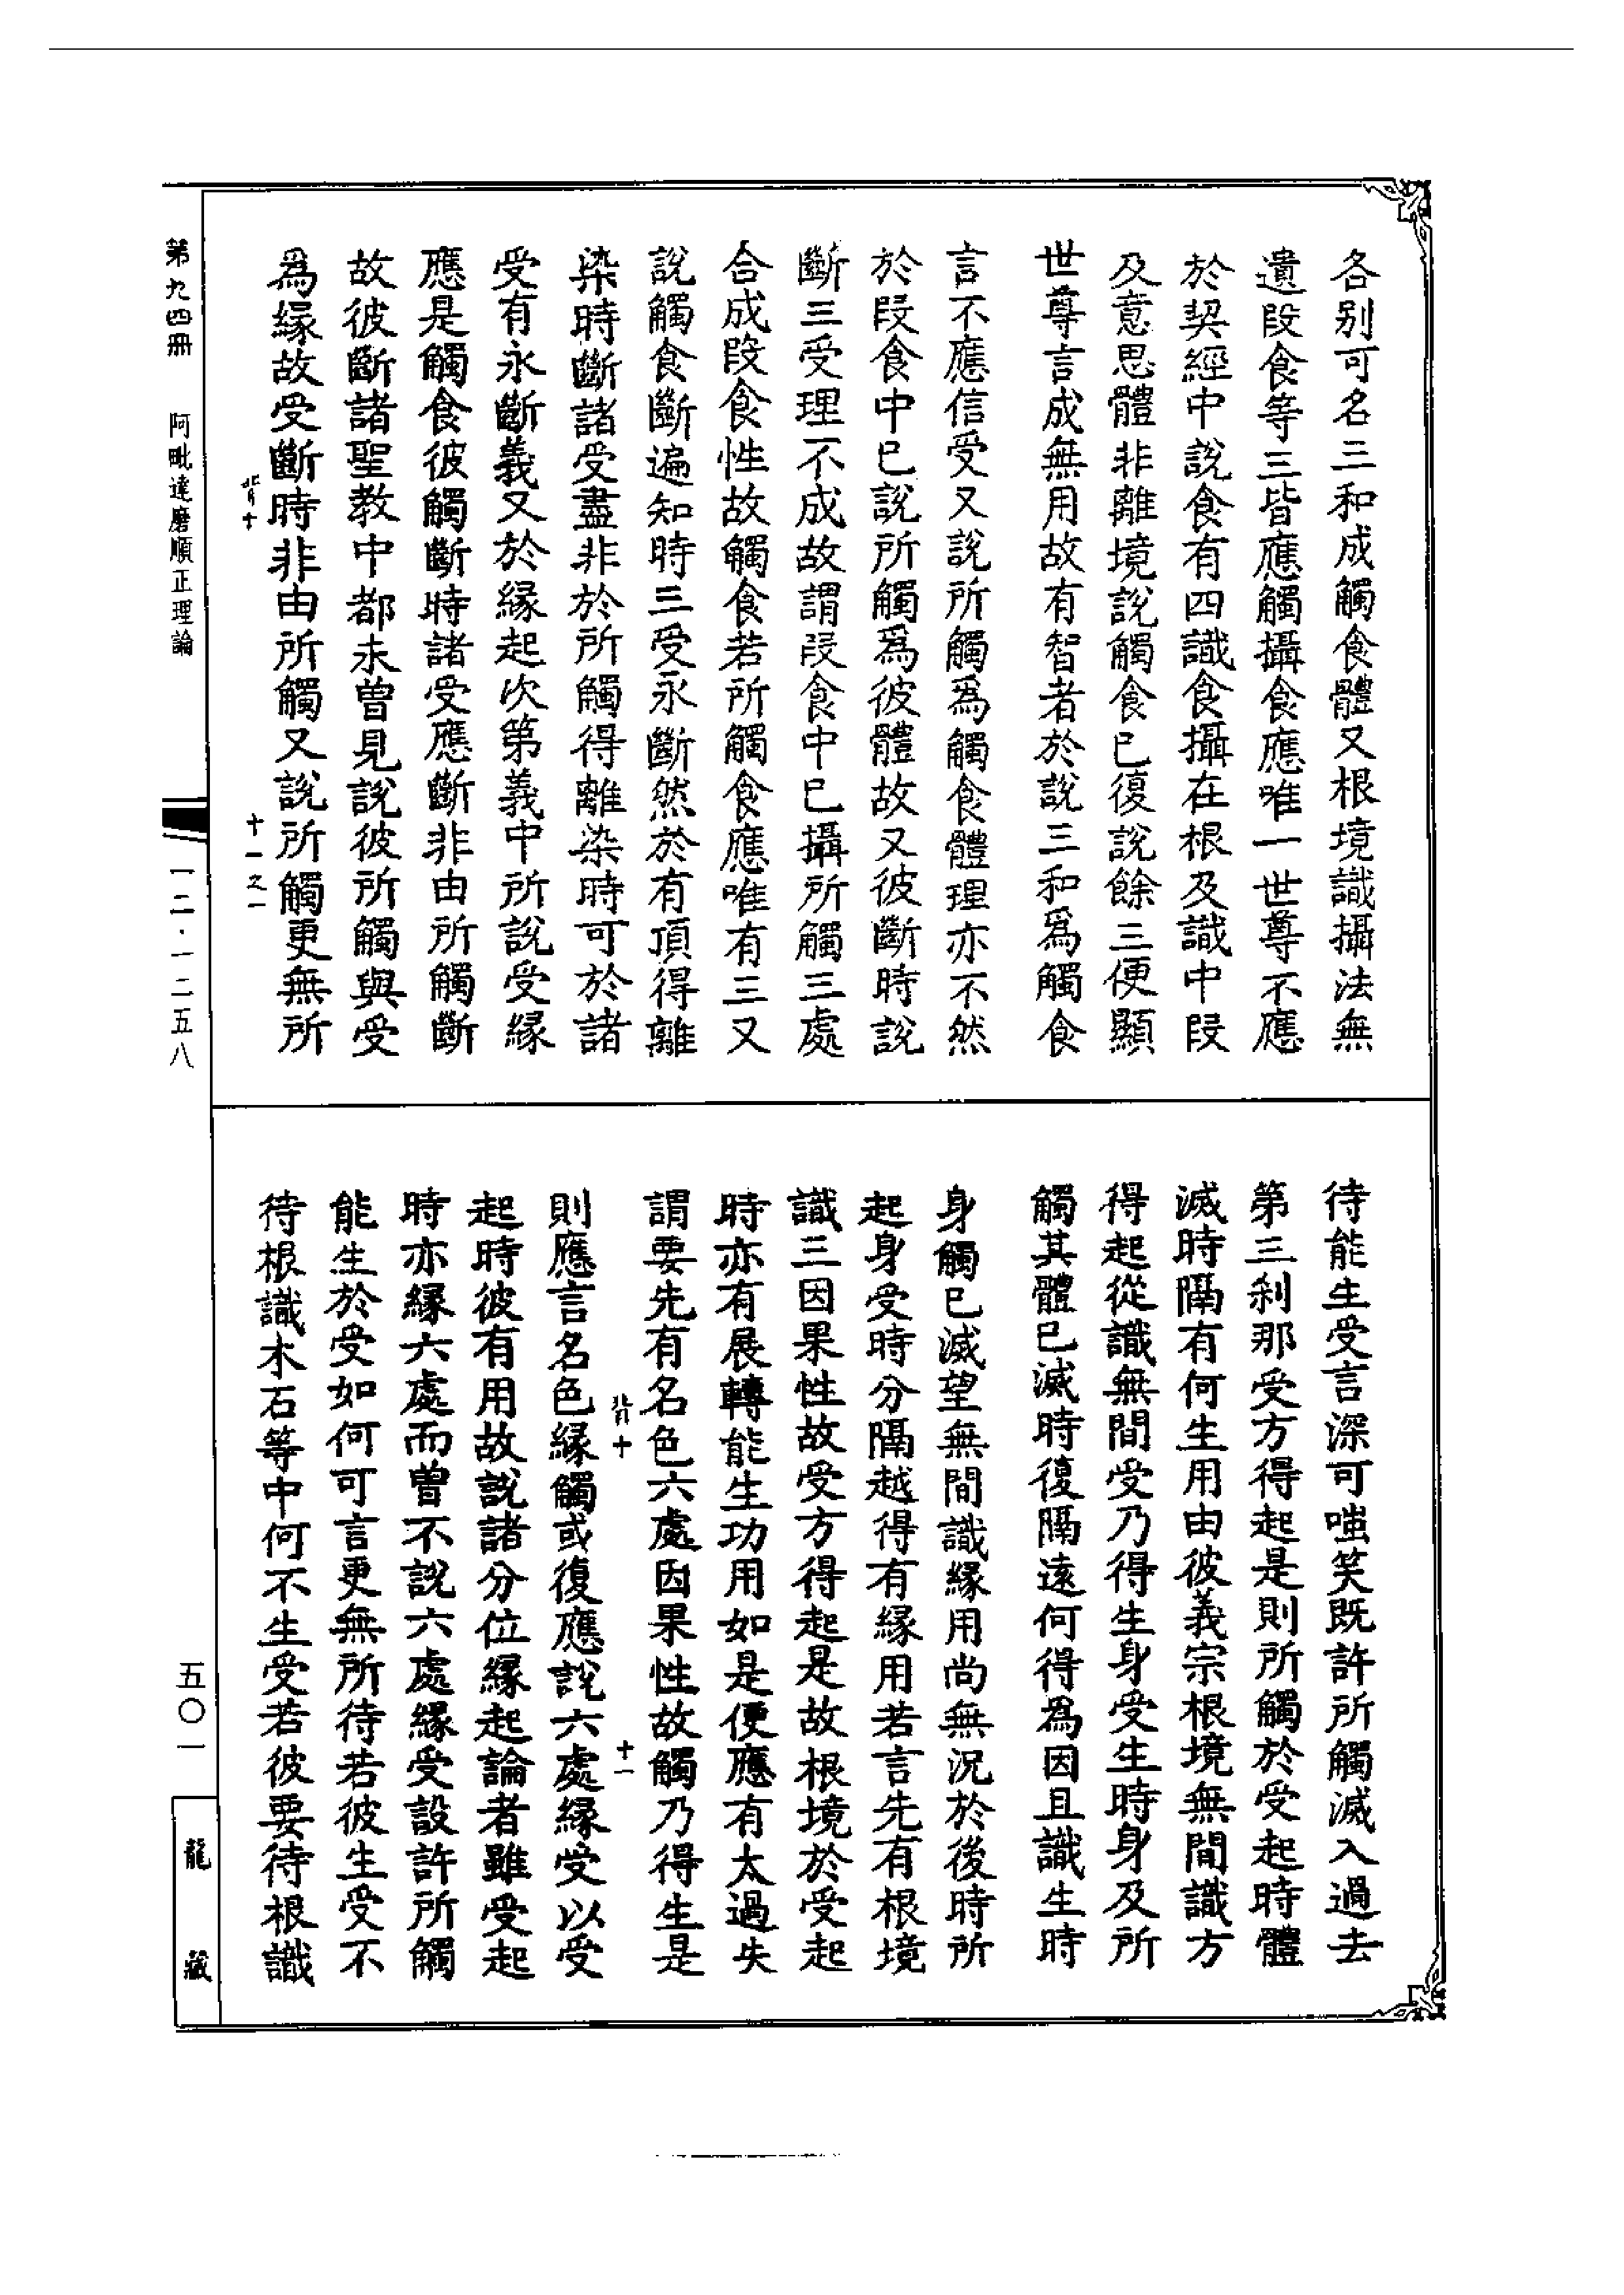 各别可名三和成觸食體又根境識攝法無
遺段食等三皆應觸攝食應唯一世尊不應
於契經中說食有四識食攝在根及識中段
及意思體非離境說觸食已復說餘三便顯
世尊言成無用故有智者於說三和爲觸食
言不應信受又說所觸爲觸食體理亦不然
於段食中已說所觸爲彼體故又彼斷時說
斷三受理不成故謂段食中已攝所觸三處
合成段食性故觸食若所觸食應唯有三又
說觸食斷遍知時三受永斷然於有頂得離
染時斷諸受盡非於所觸得離染時可於諸
受有永斷義又於緣起次第義中所說受緣
應是觸食彼觸斷時諸受應斷非由所觸斷
故彼斷諸聖教中都未曾見說彼所觸與受
爲緣故受斷時非由所觸又說所觸更無所
背十
十一之一
待能生受言深可嗤笑既許所觸滅入過去
第三刹那受方得起是則所觸於受起時體
滅時隔有何生用由彼義宗根境無間識方
得起從識無間受乃得生身受生時身及所
觸其體已滅時復隔遠何得爲因且識生時
身觸已滅望無間識緣用尚無況於後時所
起身受時分隔越得有緣用若言先有根境
識三因果性故受方得起是故根境於受起
時亦有展轉能生功用如是便應有太過失
謂要先有名色六處因果性故觸乃得生是
背十
十一
則應言名色緣觸或復應說六處緣受以受
起時彼有用故說諸分位緣起論者雖受起
時亦緣六處而曾不說六處緣受設許所觸
能生於受如何可言更無所待若彼生受不
待根識木石等中何不生受若彼要待根識
第九四冊
阿毗達磨順正理論
一二·一二五八
五〇一
龍藏